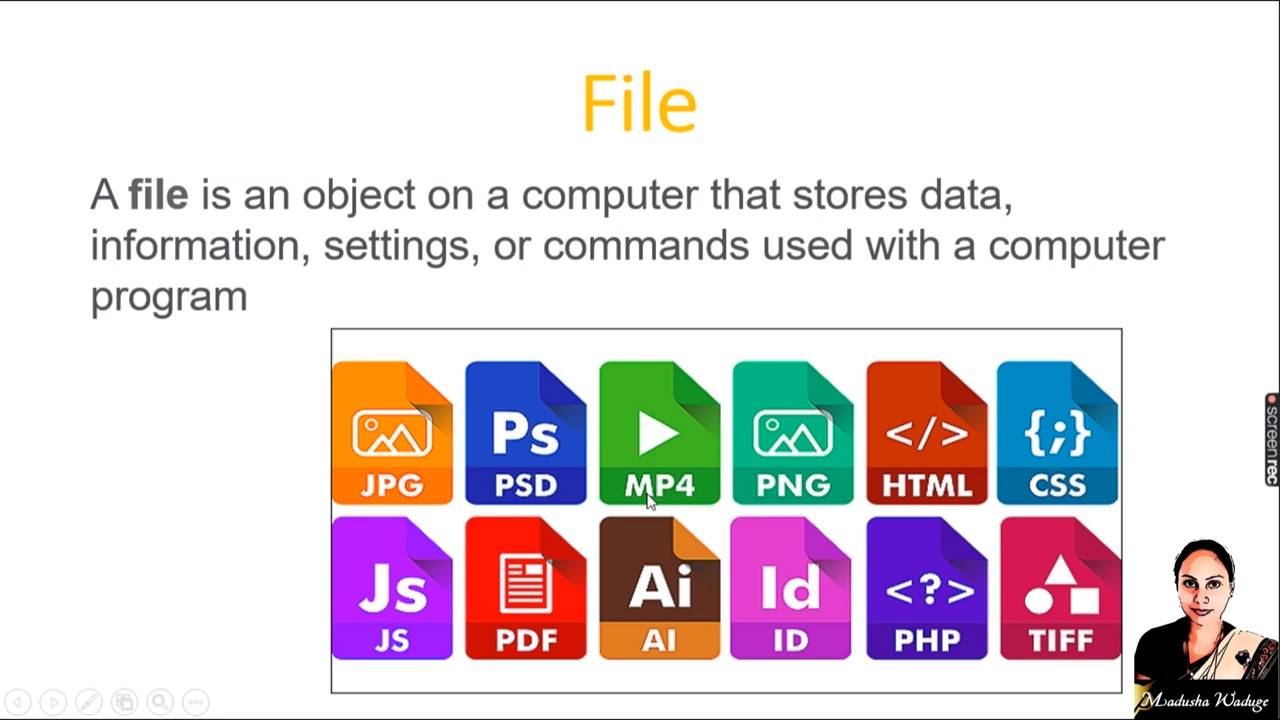 File
A file is an object on a computer that stores data,
information, settings, or commands used with a computer
program
Ps
</>
{;}
JPG PSD MP4 PNG HTML CSS
Js Ai Id <?>
JS PDF AI ID PHP TIFF
screenrec
Madusha Waduge